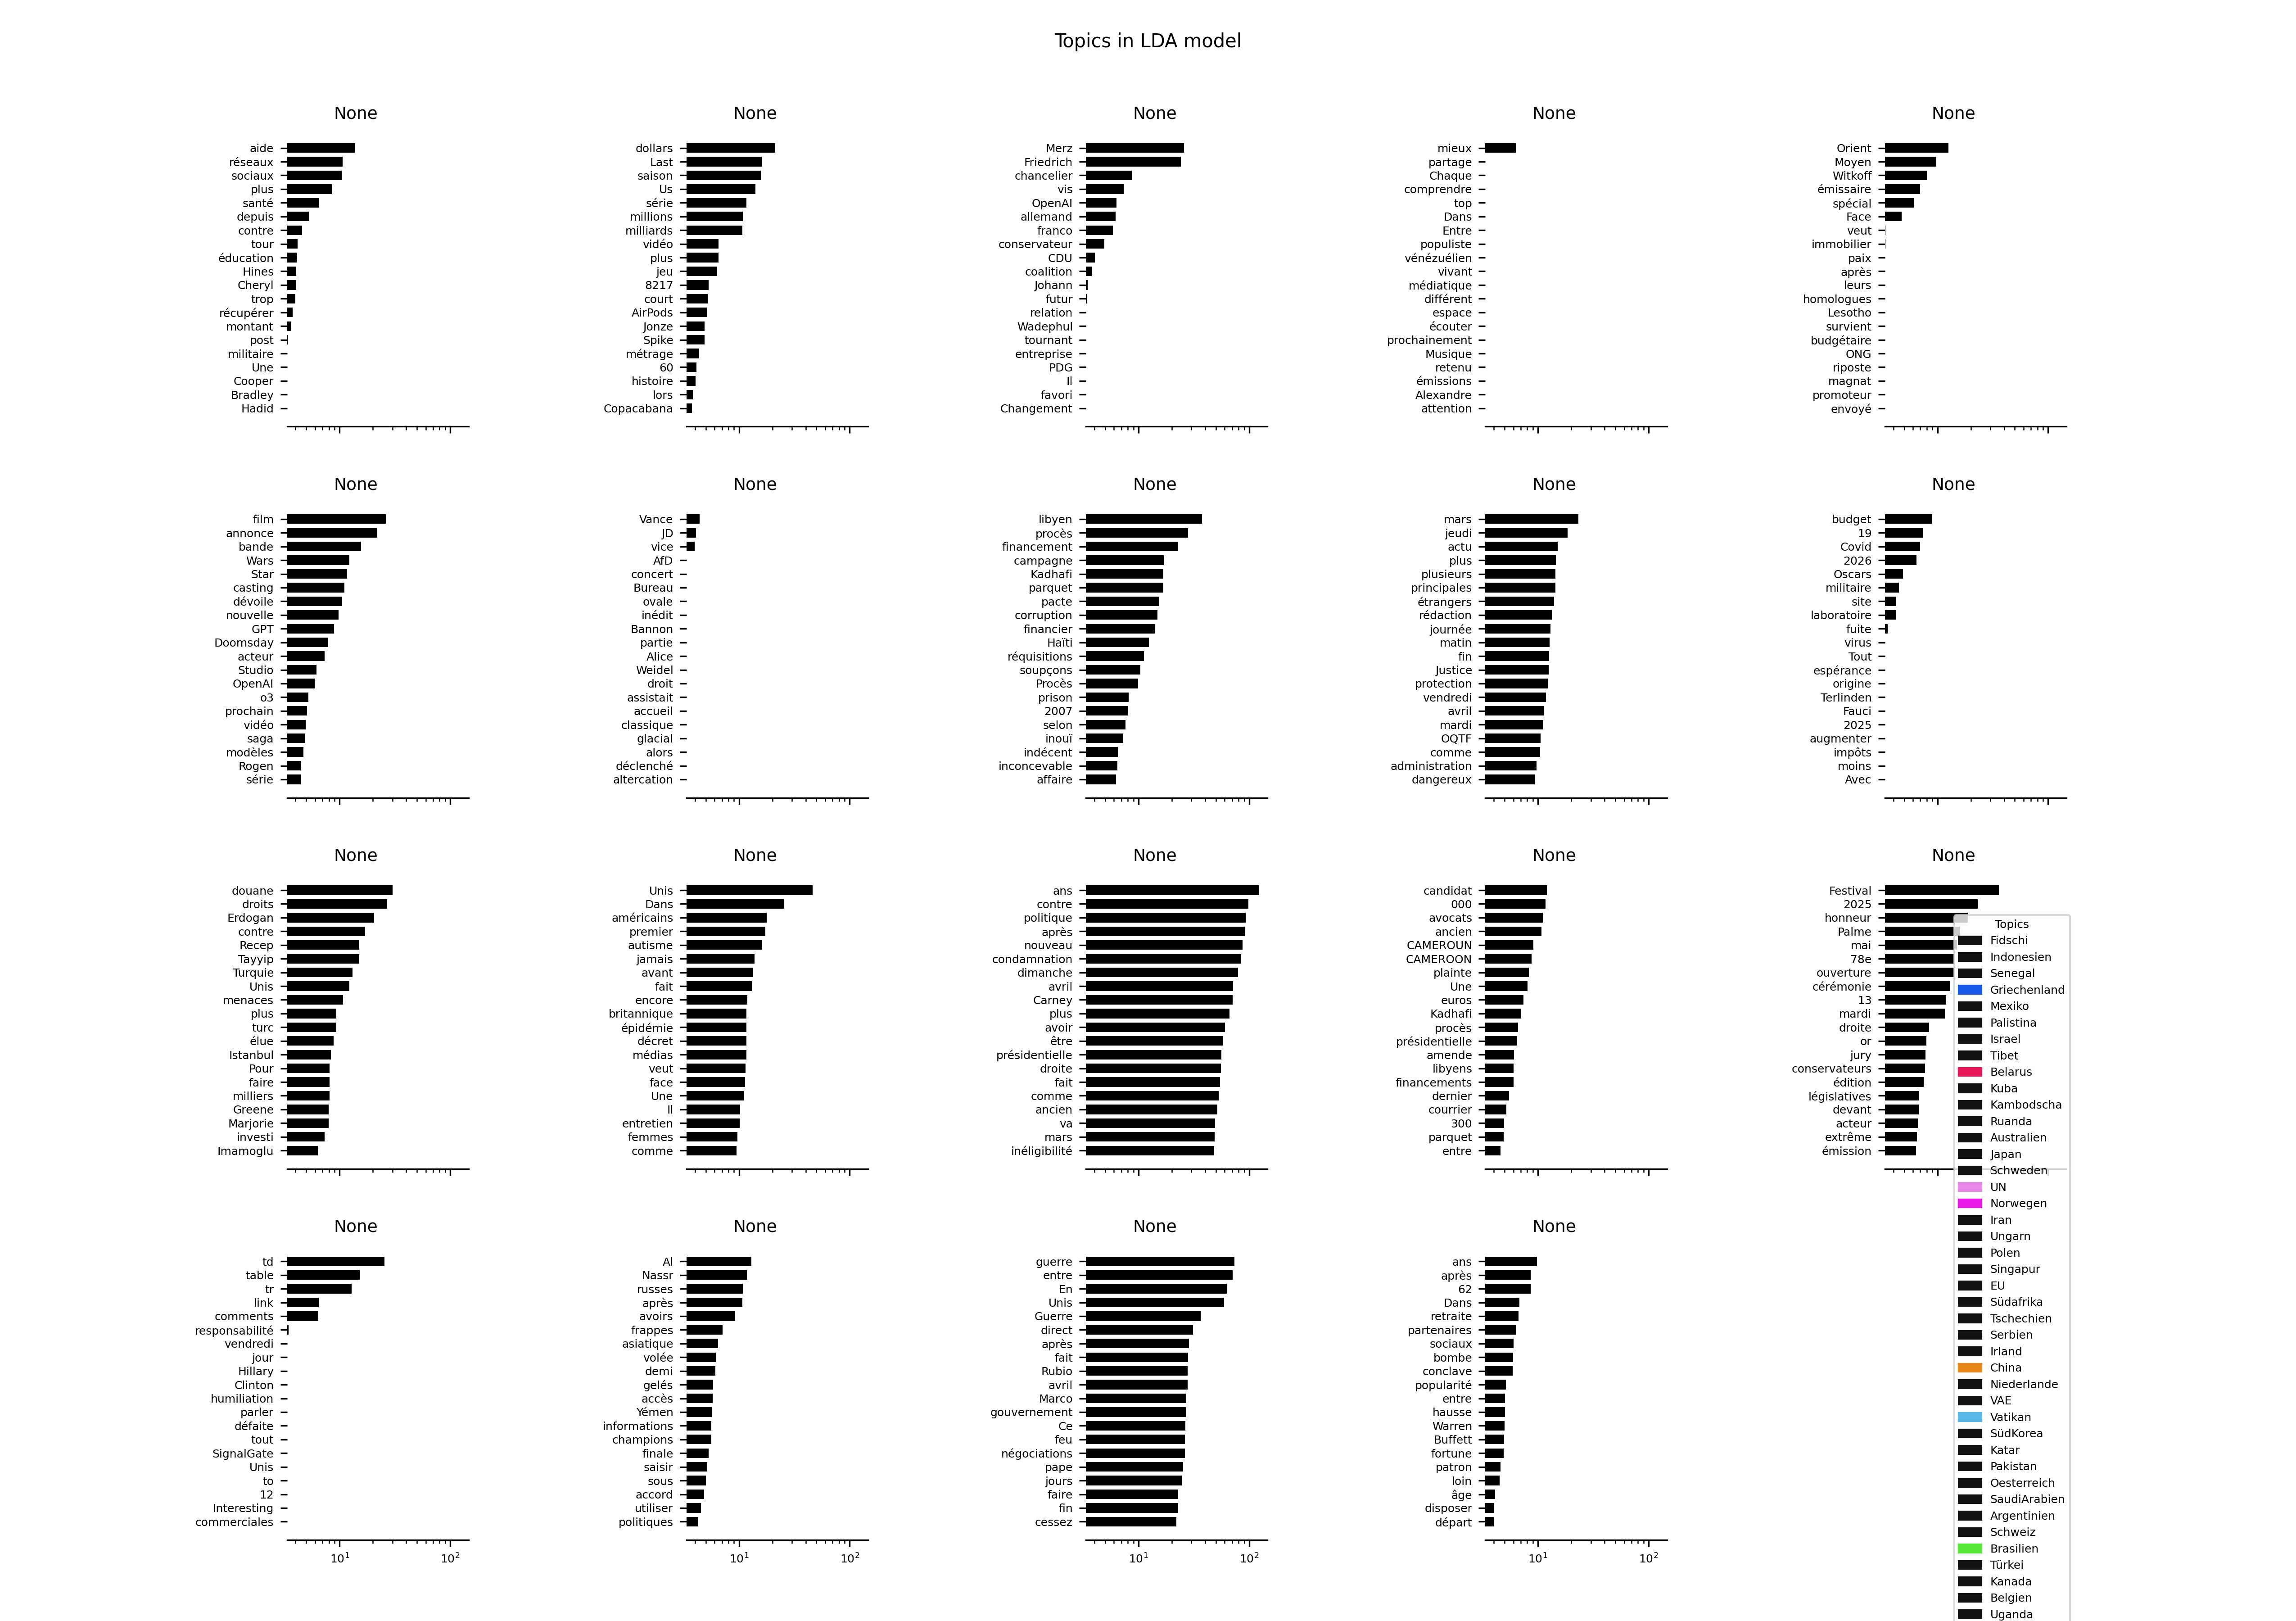 Topics in LDA model
None
aide
réseaux
sociaux
plus
santé
depuis
contre
tour
éducation
Hines
Cheryl
trop
récupérer
montant
post
militaire
Une
Cooper
Bradley
Hadid
None
dollars
Last
saison
Us
série
millions
milliards
vidéo
plus
jeu
8217
court
AirPods
Jonze
Spike
métrage
60
histoire
lors
Copacabana
None
Merz
Friedrich
chancelier
vis
OpenAI
allemand
franco
conservateur
CDU
coalition
Johann
futur
relation
Wadephul
tournant
entreprise
PDG
Il
favori
Changement
None
mieux
partage
Chaque
comprendre
top
Dans
Entre
populiste
vénézuélien
vivant
médiatique
différent
espace
écouter
prochainement
Musique
retenu
émissions
Alexandre
attention
None
Orient
Moyen
Witkoff
émissaire
spécial
Face
veut
immobilier
paix
après
leurs
homologues
Lesotho
survient
budgétaire
ONG
riposte
magnat
promoteur
envoyé
None
film
annonce
bande
Wars
Star
casting
dévoile
nouvelle
GPT
Doomsday
acteur
Studio
OpenAI
o3
prochain
vidéo
saga
modèles
Rogen
série
None
Vance
JD
vice
AfD
concert
Bureau
ovale
inédit
Bannon
partie
Alice
Weidel
droit
assistait
accueil
classique
glacial
alors
déclenché
altercation
None
libyen
procès
financement
campagne
Kadhafi
parquet
pacte
corruption
financier
Haïti
réquisitions
soupçons
Procès
prison
2007
selon
inouï
indécent
inconcevable
affaire
None
mars
jeudi
actu
plus
plusieurs
principales
étrangers
rédaction
journée
matin
fin
Justice
protection
vendredi
avril
mardi
OQTF
comme
administration
dangereux
None
budget
19
Covid
2026
Oscars
militaire
site
laboratoire
fuite
virus
Tout
espérance
origine
Terlinden
Fauci
2025
augmenter
impôts
moins
Avec
None
douane
droits
Erdogan
contre
Recep
Tayyip
Turquie
Unis
menaces
plus
turc
élue
Istanbul
Pour
faire
milliers
Greene
Marjorie
investi
Imamoglu
None
Unis
Dans
américains
premier
autisme
jamais
avant
fait
encore
britannique
épidémie
décret
médias
veut
face
Une
Il
entretien
femmes
comme
None
ans
contre
politique
après
nouveau
condamnation
dimanche
avril
Carney
plus
avoir
être
présidentielle
droite
fait
comme
ancien
va
mars
inéligibilité
None
candidat
000
avocats
ancien
CAMEROUN
CAMEROON
plainte
Une
euros
Kadhafi
procès
présidentielle
amende
libyens
financements
dernier
courrier
300
parquet
entre
None
Festival
2025
honneur
Palme
mai
78e
ouverture
cérémonie
13
mardi
droite
or
jury
conservateurs
édition
législatives
devant
acteur
extrême
émission
None
td
table
tr
link
comments
responsabilité
vendredi
jour
Hillary
Clinton
humiliation
parler
défaite
tout
SignalGate
Unis
to
12
Interesting
commerciales
10¹ 10²
None
Al
Nassr
russes
après
avoirs
frappes
asiatique
volée
demi
gelés
accès
Yémen
informations
champions
finale
saisir
sous
accord
utiliser
politiques
10¹ 10²
None
guerre
entre
En
Unis
Guerre
direct
après
fait
Rubio
avril
Marco
gouvernement
Ce
feu
négociations
pape
jours
faire
fin
cessez
10¹ 10²
None
ans
après
62
Dans
retraite
partenaires
sociaux
bombe
conclave
popularité
entre
hausse
Warren
Buffett
fortune
patron
loin
âge
disposer
départ
10¹ 10²
Topics
Fidschi
Indonesien
Senegal
Griechenland
Mexiko
Palistina
Israel
Tibet
Belarus
Kuba
Kambodscha
Ruanda
Australien
Japan
Schweden
UN
Norwegen
Iran
Ungarn
Polen
Singapur
EU
Südafrika
Tschechien
Serbien
Irland
China
Niederlande
VAE
Vatikan
SüdKorea
Katar
Pakistan
Oesterreich
SaudiArabien
Argentinien
Schweiz
Brasilien
Türkei
Kanada
Belgien
Uganda